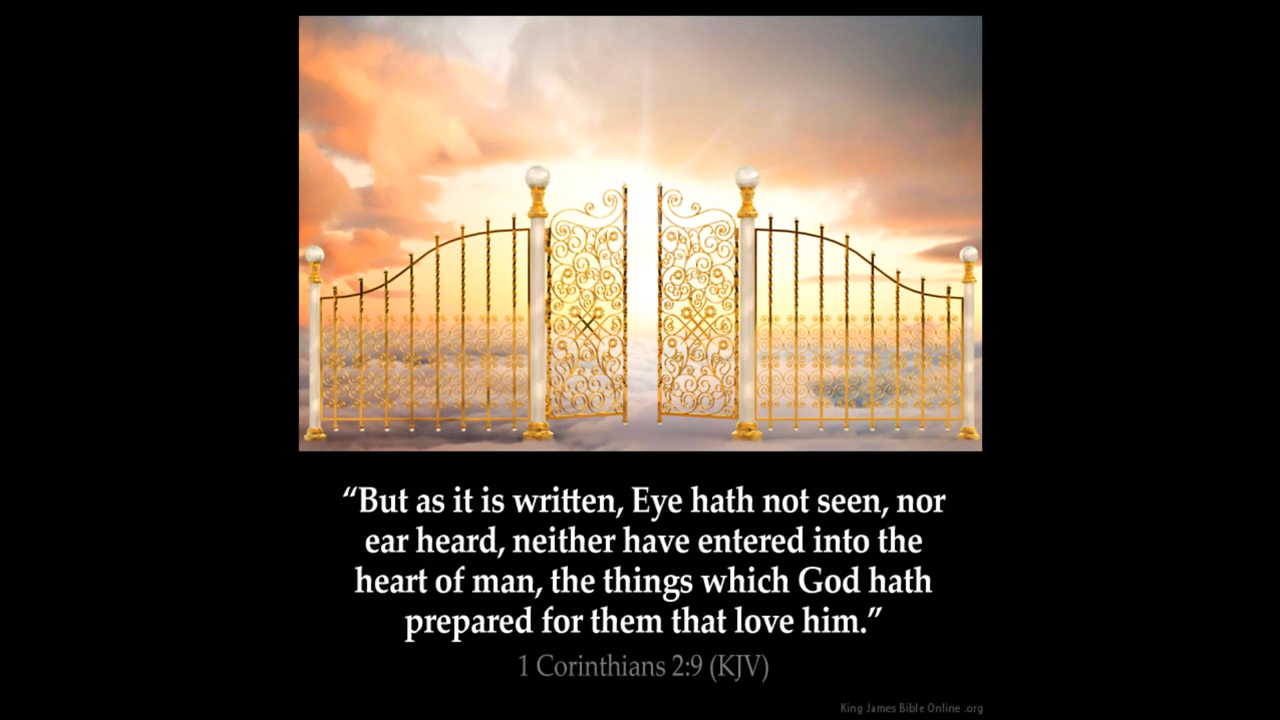 “But as it is written, Eye hath not seen, nor
ear heard, neither have entered into the
heart of man, the things which God hath
prepared for them that love him.”
1 Corinthians 2:9 (KJV)
King James Bible Online .org